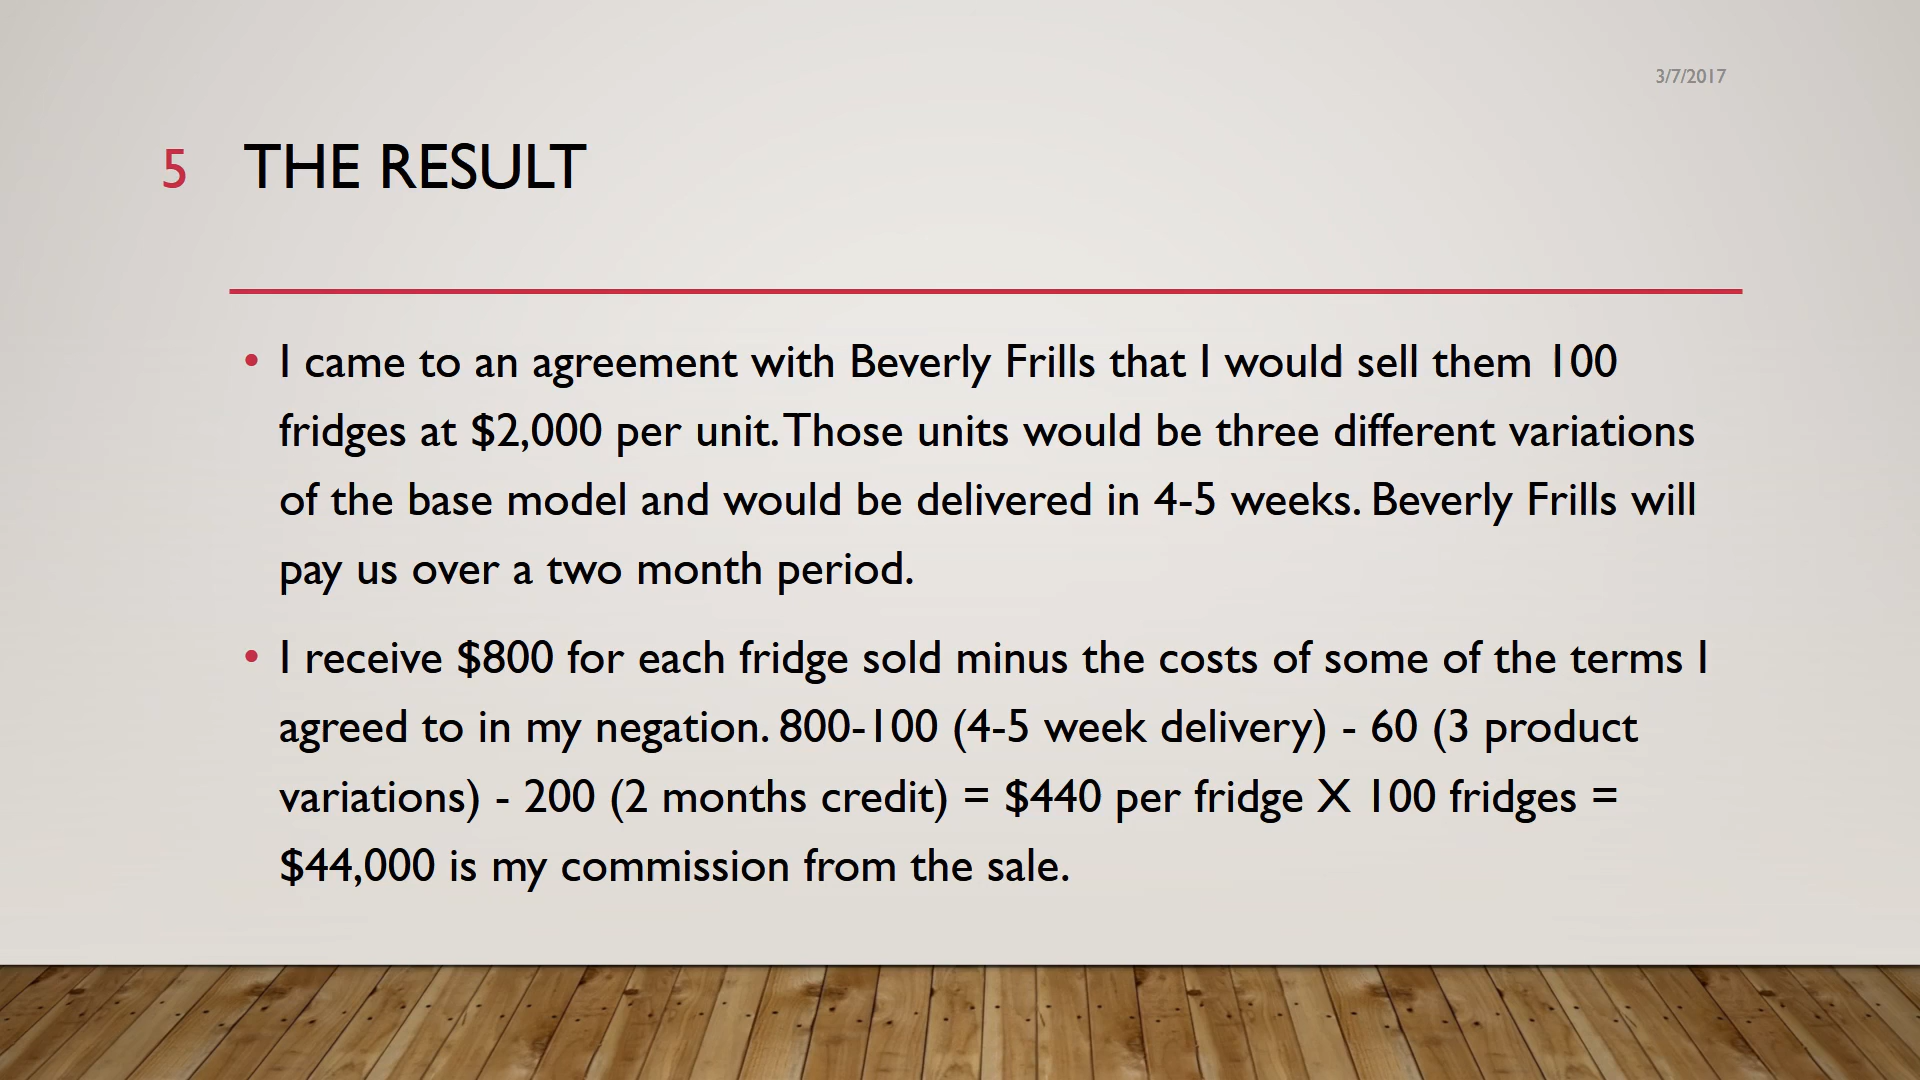 3/7/2017
5 THE RESULT
• I came to an agreement with Beverly Frills that I would sell them 100
fridges at $2,000 per unit. Those units would be three different variations
of the base model and would be delivered in 4-5 weeks. Beverly Frills will
pay us over a two month period.
• I receive $800 for each fridge sold minus the costs of some of the terms I
agreed to in my negation. 800-100 (4-5 week delivery) - 60 (3 product
variations) - 200 (2 months credit) = $440 per fridge X 100 fridges =
$44,000 is my commission from the sale.